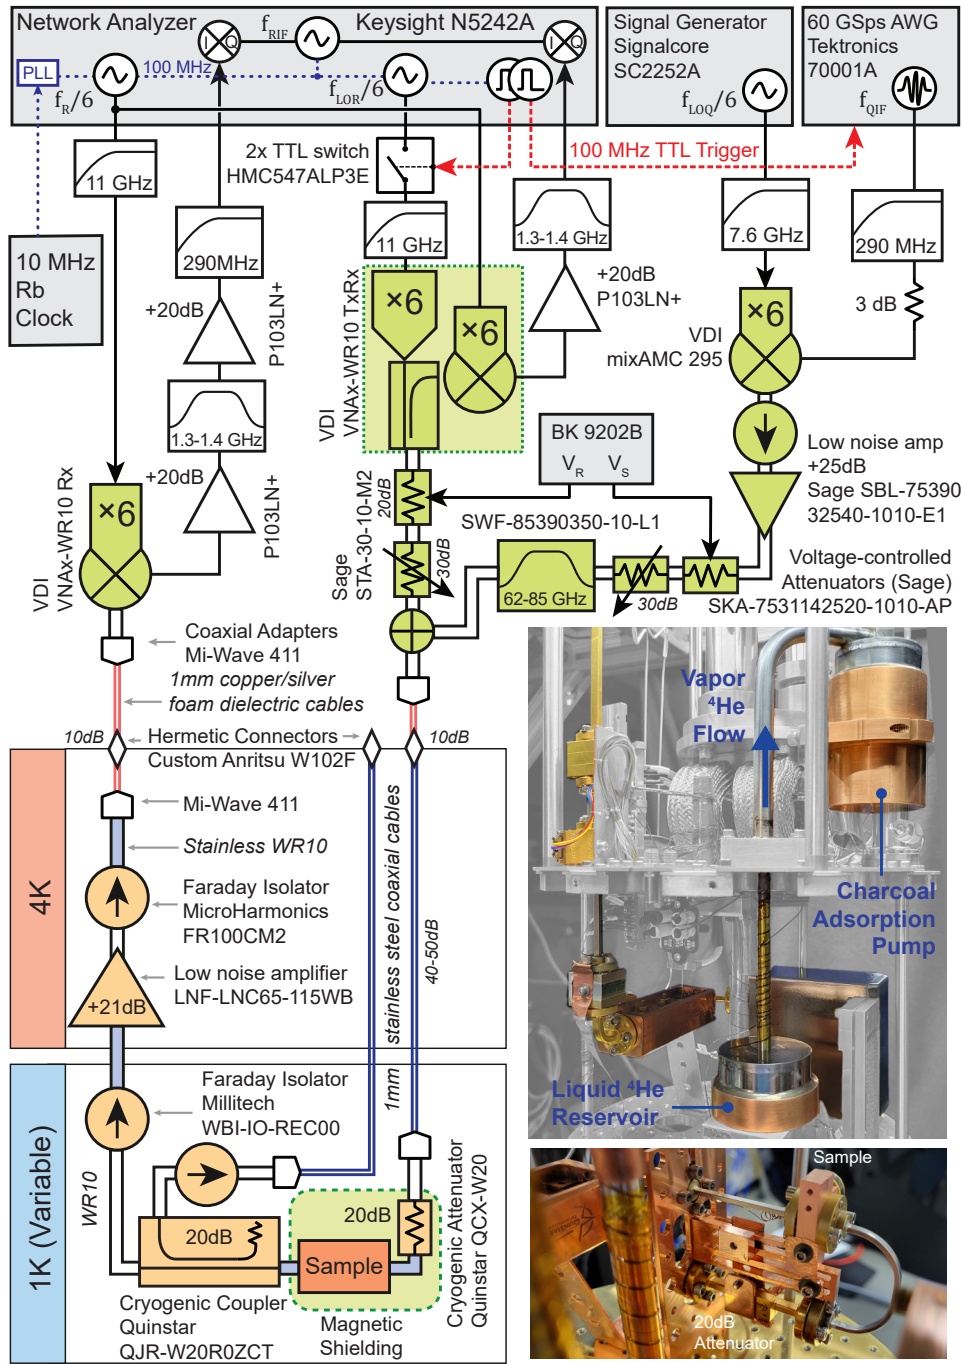 Network Analyzer
Keysight N5242A
f_RIF
I Q
I Q
PLL
100 MHz
f_R/6
f_LOR/6
Signal Generator
Signalcore
SC2252A
f_LOQ/6
60 GSps AWG
Tektronics
70001A
f_QIF
2x TTL switch
HMC547ALP3E
100 MHz TTL Trigger
11 GHz
11 GHz
1.3-1.4 GHz
7.6 GHz
290 MHz
290MHz
10 MHz
Rb
Clock
+20dB
P103LN+
1.3-1.4 GHz
+20dB
P103LN+
×6
×6
VDI
VNAx-WR10 TxRx
+20dB
P103LN+
×6
VDI
mixAMC 295
3 dB
×6
VDI
VNAx-WR10 Rx
BK 9202B
V_R V_S
Low noise amp
+25dB
Sage SBL-75390
32540-1010-E1
20dB
Sage
STA-30-10-M2
30dB
SWF-85390350-10-L1
62-85 GHz
30dB
Voltage-controlled
Attenuators (Sage)
SKA-7531142520-1010-AP
Coaxial Adapters
Mi-Wave 411
1mm copper/silver
foam dielectric cables
10dB
Hermetic Connectors
Custom Anritsu W102F
10dB
4K
Mi-Wave 411
Stainless WR10
Faraday Isolator
MicroHarmonics
FR100CM2
Low noise amplifier
LNF-LNC65-115WB
+21dB
1mm stainless steel coaxial cables
40-50dB
1K (Variable)
Faraday Isolator
Millitech
WBI-IO-REC00
WR10
20dB
20dB
Sample
Cryogenic Attenuator
Quinstar QCX-W20
Cryogenic Coupler
Quinstar
QJR-W20R0ZCT
Magnetic
Shielding
Vapor
⁴He
Flow
Charcoal
Adsorption
Pump
Liquid ⁴He
Reservoir
Sample
20dB
Attenuator